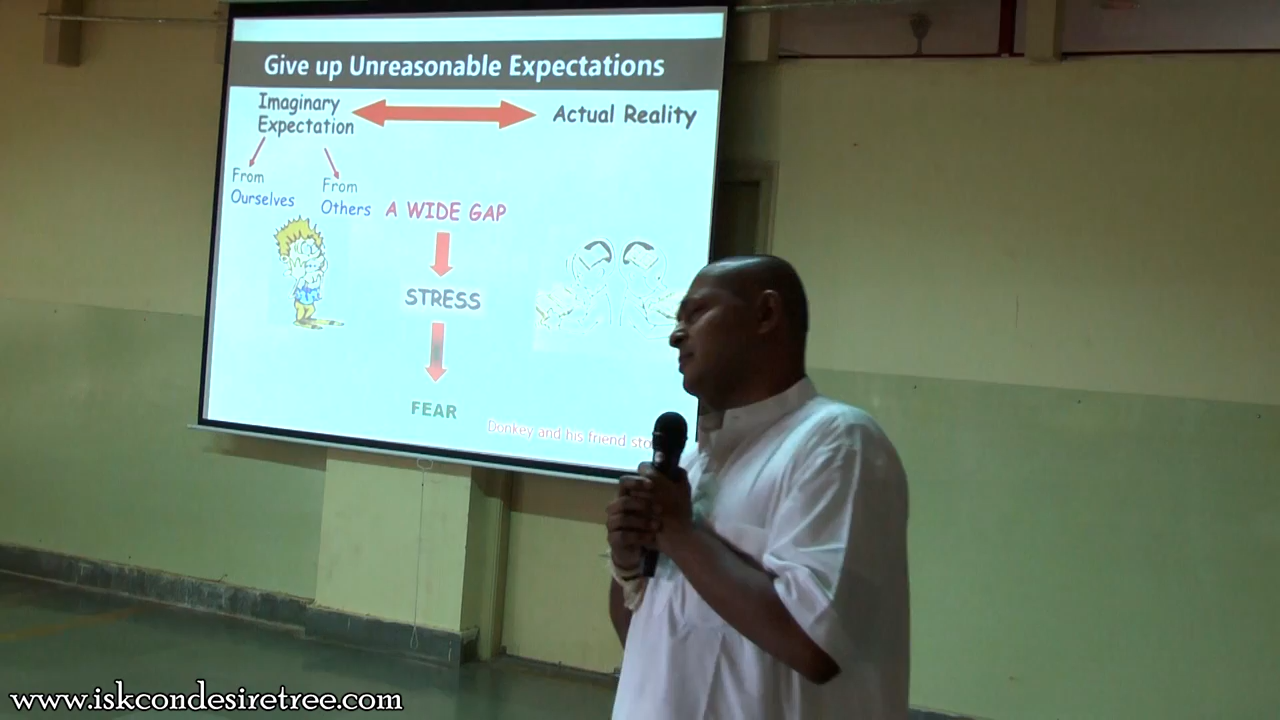 Give up Unreasonable Expectations
Imaginary
Expectation
Actual Reality
From
Ourselves
From
Others
A WIDE GAP
STRESS
FEAR
Donkey and his friend
www.iskcondesiretree.com